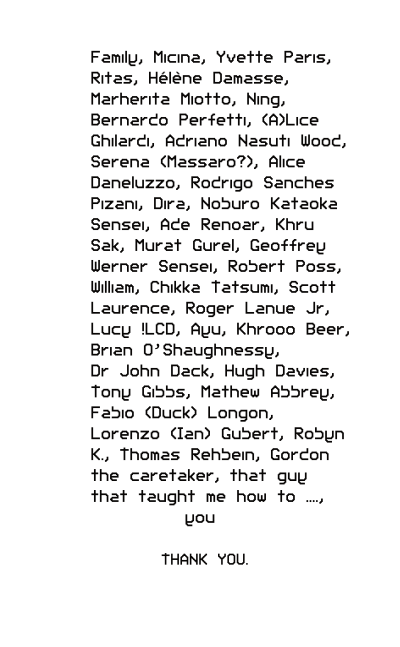 Family, Micina, Yvette Paris,
Ritas, Hélène Damasse,
Marherita Miotto, Ning,
Bernardo Perfetti, (A)Lice
Ghilardi, Adriano Nasuti Wood,
Serena (Massaro?), Alice
Daneluzzo, Rodrigo Sanches
Pizani, Dira, Noburo Kataoka
Sensei, Ade Renoar, Khru
Sak, Murat Gurel, Geoffrey
Werner Sensei, Robert Poss,
William, Chikka Tatsumi, Scott
Laurence, Roger Lanue Jr,
Lucy !LCD, Ayu, Khrooo Beer,
Brian O'Shaughnessy,
Dr John Dack, Hugh Davies,
Tony Gibbs, Mathew Abbrey,
Fabio (Duck) Longon,
Lorenzo (Ian) Gubert, Robyn
K., Thomas Rehbein, Gordon
the caretaker, that guy
that taught me how to ....,
you
THANK YOU.